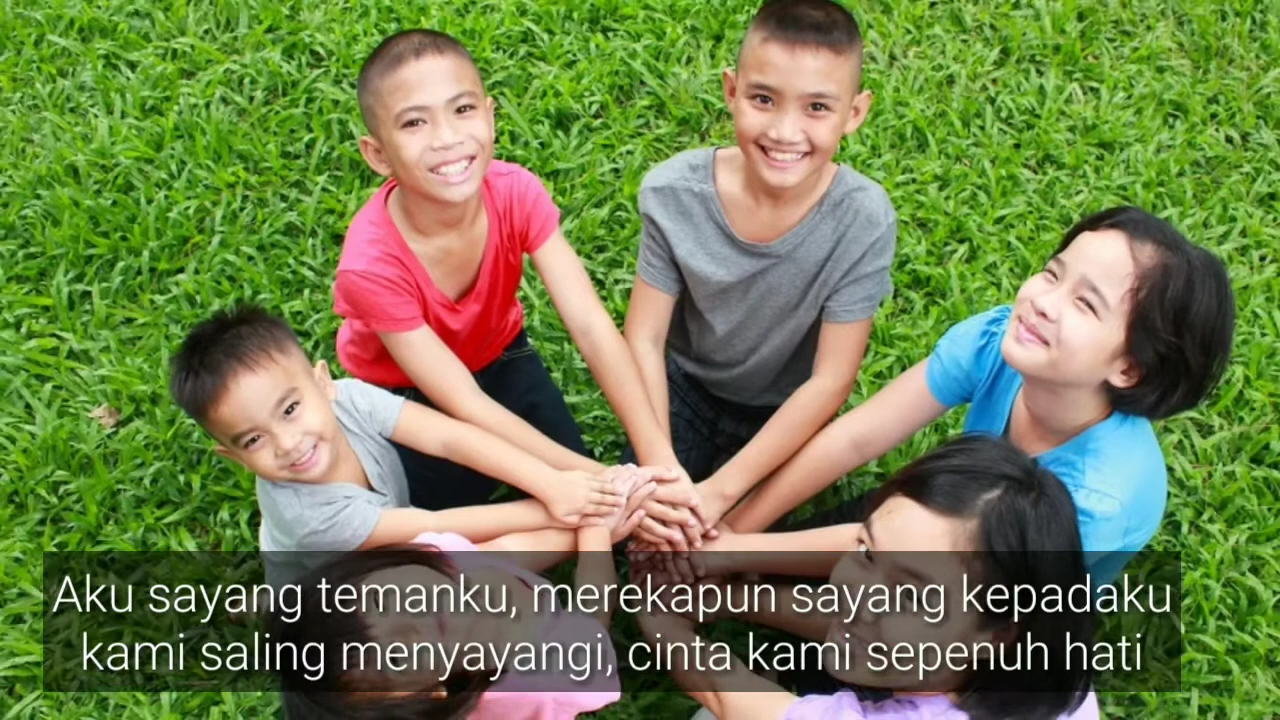 Aku sayang temanku, merekapun sayang kepadaku
kami saling menyayangi, cinta kami sepenuh hati